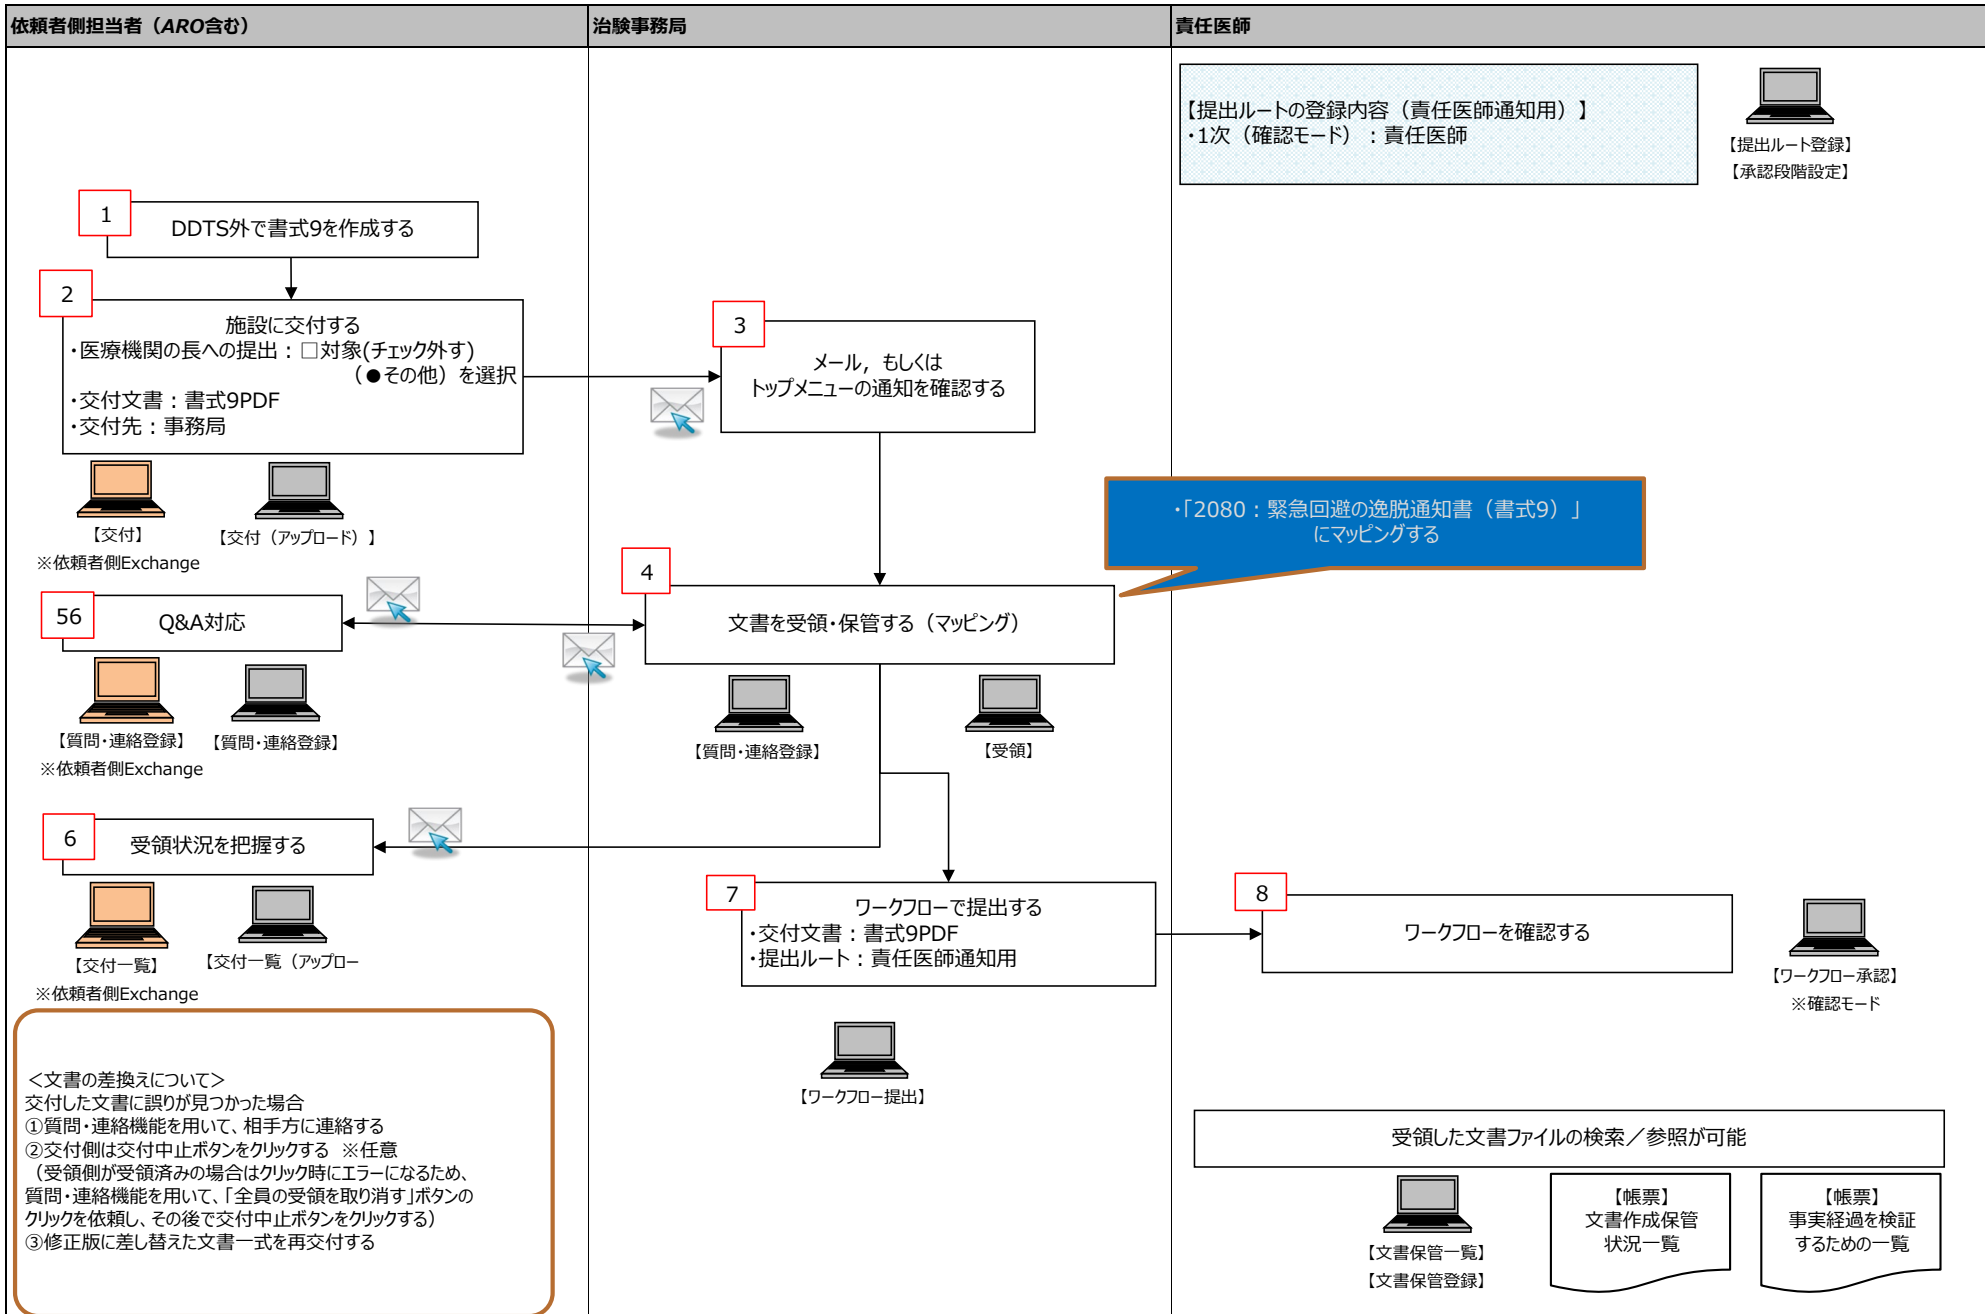 依頼者側担当者（ARO含む）
治験事務局
責任医師
【提出ルートの登録内容（責任医師通知用）】
・1次（確認モード）：責任医師
【提出ルート登録】
【承認段階設定】
1
DDTS外で書式9を作成する
2
施設に交付する
・医療機関の長への提出：□対象(チェック外す)
（●その他）を選択
・交付文書：書式9PDF
・交付先：事務局
【交付】
※依頼者側Exchange
【交付（アップロード）】
3
メール，もしくは
トップメニューの通知を確認する
・「2080：緊急回避の逸脱通知書（書式9）」
にマッピングする
4
文書を受領・保管する（マッピング）
【質問・連絡登録】
【受領】
56
Q&A対応
【質問・連絡登録】
※依頼者側Exchange
【質問・連絡登録】
6
受領状況を把握する
【交付一覧】
※依頼者側Exchange
【交付一覧（アップロー
7
ワークフローで提出する
・交付文書：書式9PDF
・提出ルート：責任医師通知用
【ワークフロー提出】
8
ワークフローを確認する
【ワークフロー承認】
※確認モード
＜文書の差換えについて＞
交付した文書に誤りが見つかった場合
①質問・連絡機能を用いて、相手方に連絡する
②交付側は交付中止ボタンをクリックする ※任意
（受領側が受領済みの場合はクリック時にエラーになるため、
質問・連絡機能を用いて、「全員の受領を取り消す」ボタンの
クリックを依頼し、その後で交付中止ボタンをクリックする）
③修正版に差し替えた文書一式を再交付する
受領した文書ファイルの検索／参照が可能
【文書保管一覧】
【文書保管登録】
【帳票】
文書作成保管
状況一覧
【帳票】
事実経過を検証
するための一覧